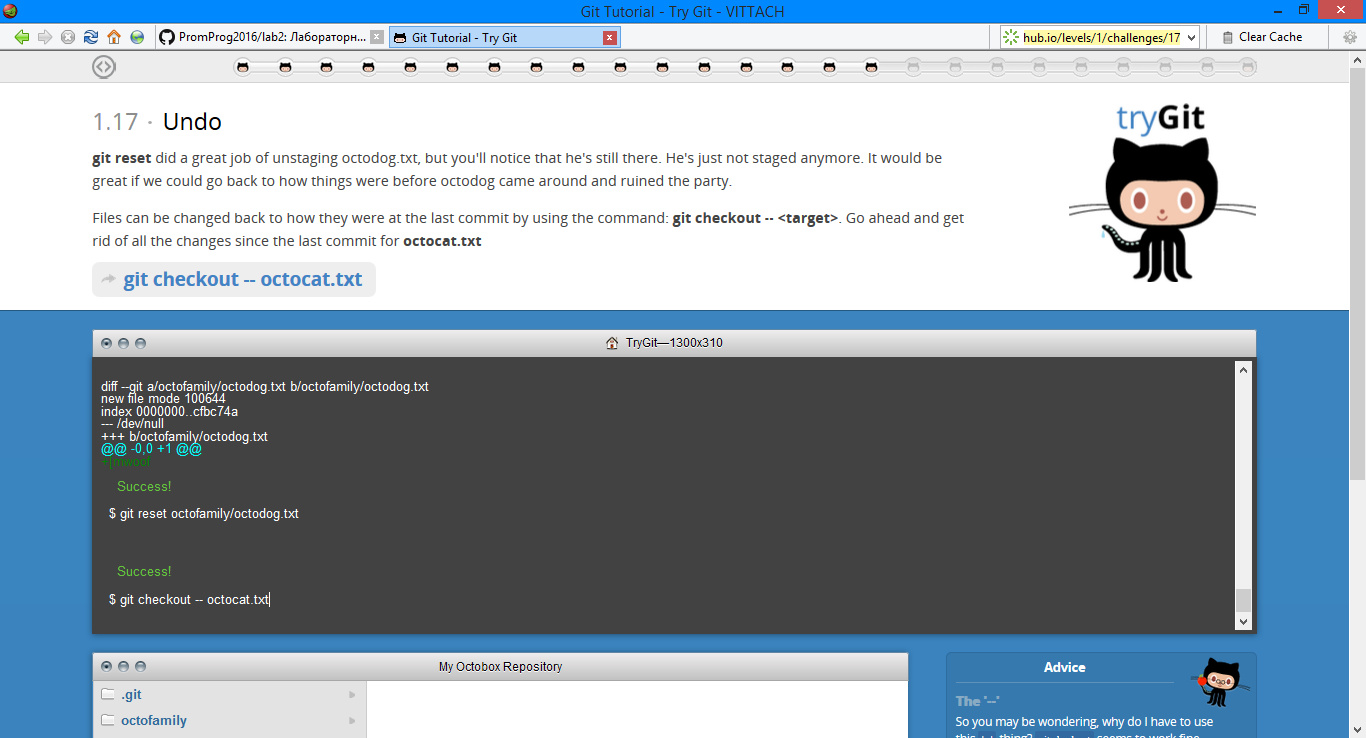 Git Tutorial - Try Git - VITTACH
PromProg2016/lab2: Лабораторн...
Git Tutorial - Try Git
hub.io/levels/1/challenges/17
Clear Cache
1.17 · Undo
git reset did a great job of unstaging octodog.txt, but you'll notice that he's still there. He's just not staged anymore. It would be
great if we could go back to how things were before octodog came around and ruined the party.
Files can be changed back to how they were at the last commit by using the command: git checkout -- <target>. Go ahead and get
rid of all the changes since the last commit for octocat.txt
git checkout -- octocat.txt
tryGit
TryGit—1300x310
diff --git a/octofamily/octodog.txt b/octofamily/octodog.txt
new file mode 100644
index 0000000..cfbc74a
--- /dev/null
+++ b/octofamily/octodog.txt
@@ -0,0 +1 @@
Success!
$ git reset octofamily/octodog.txt
Success!
$ git checkout -- octocat.txt
My Octobox Repository
.git
octofamily
Advice
The '--'
So you may be wondering, why do I have to use